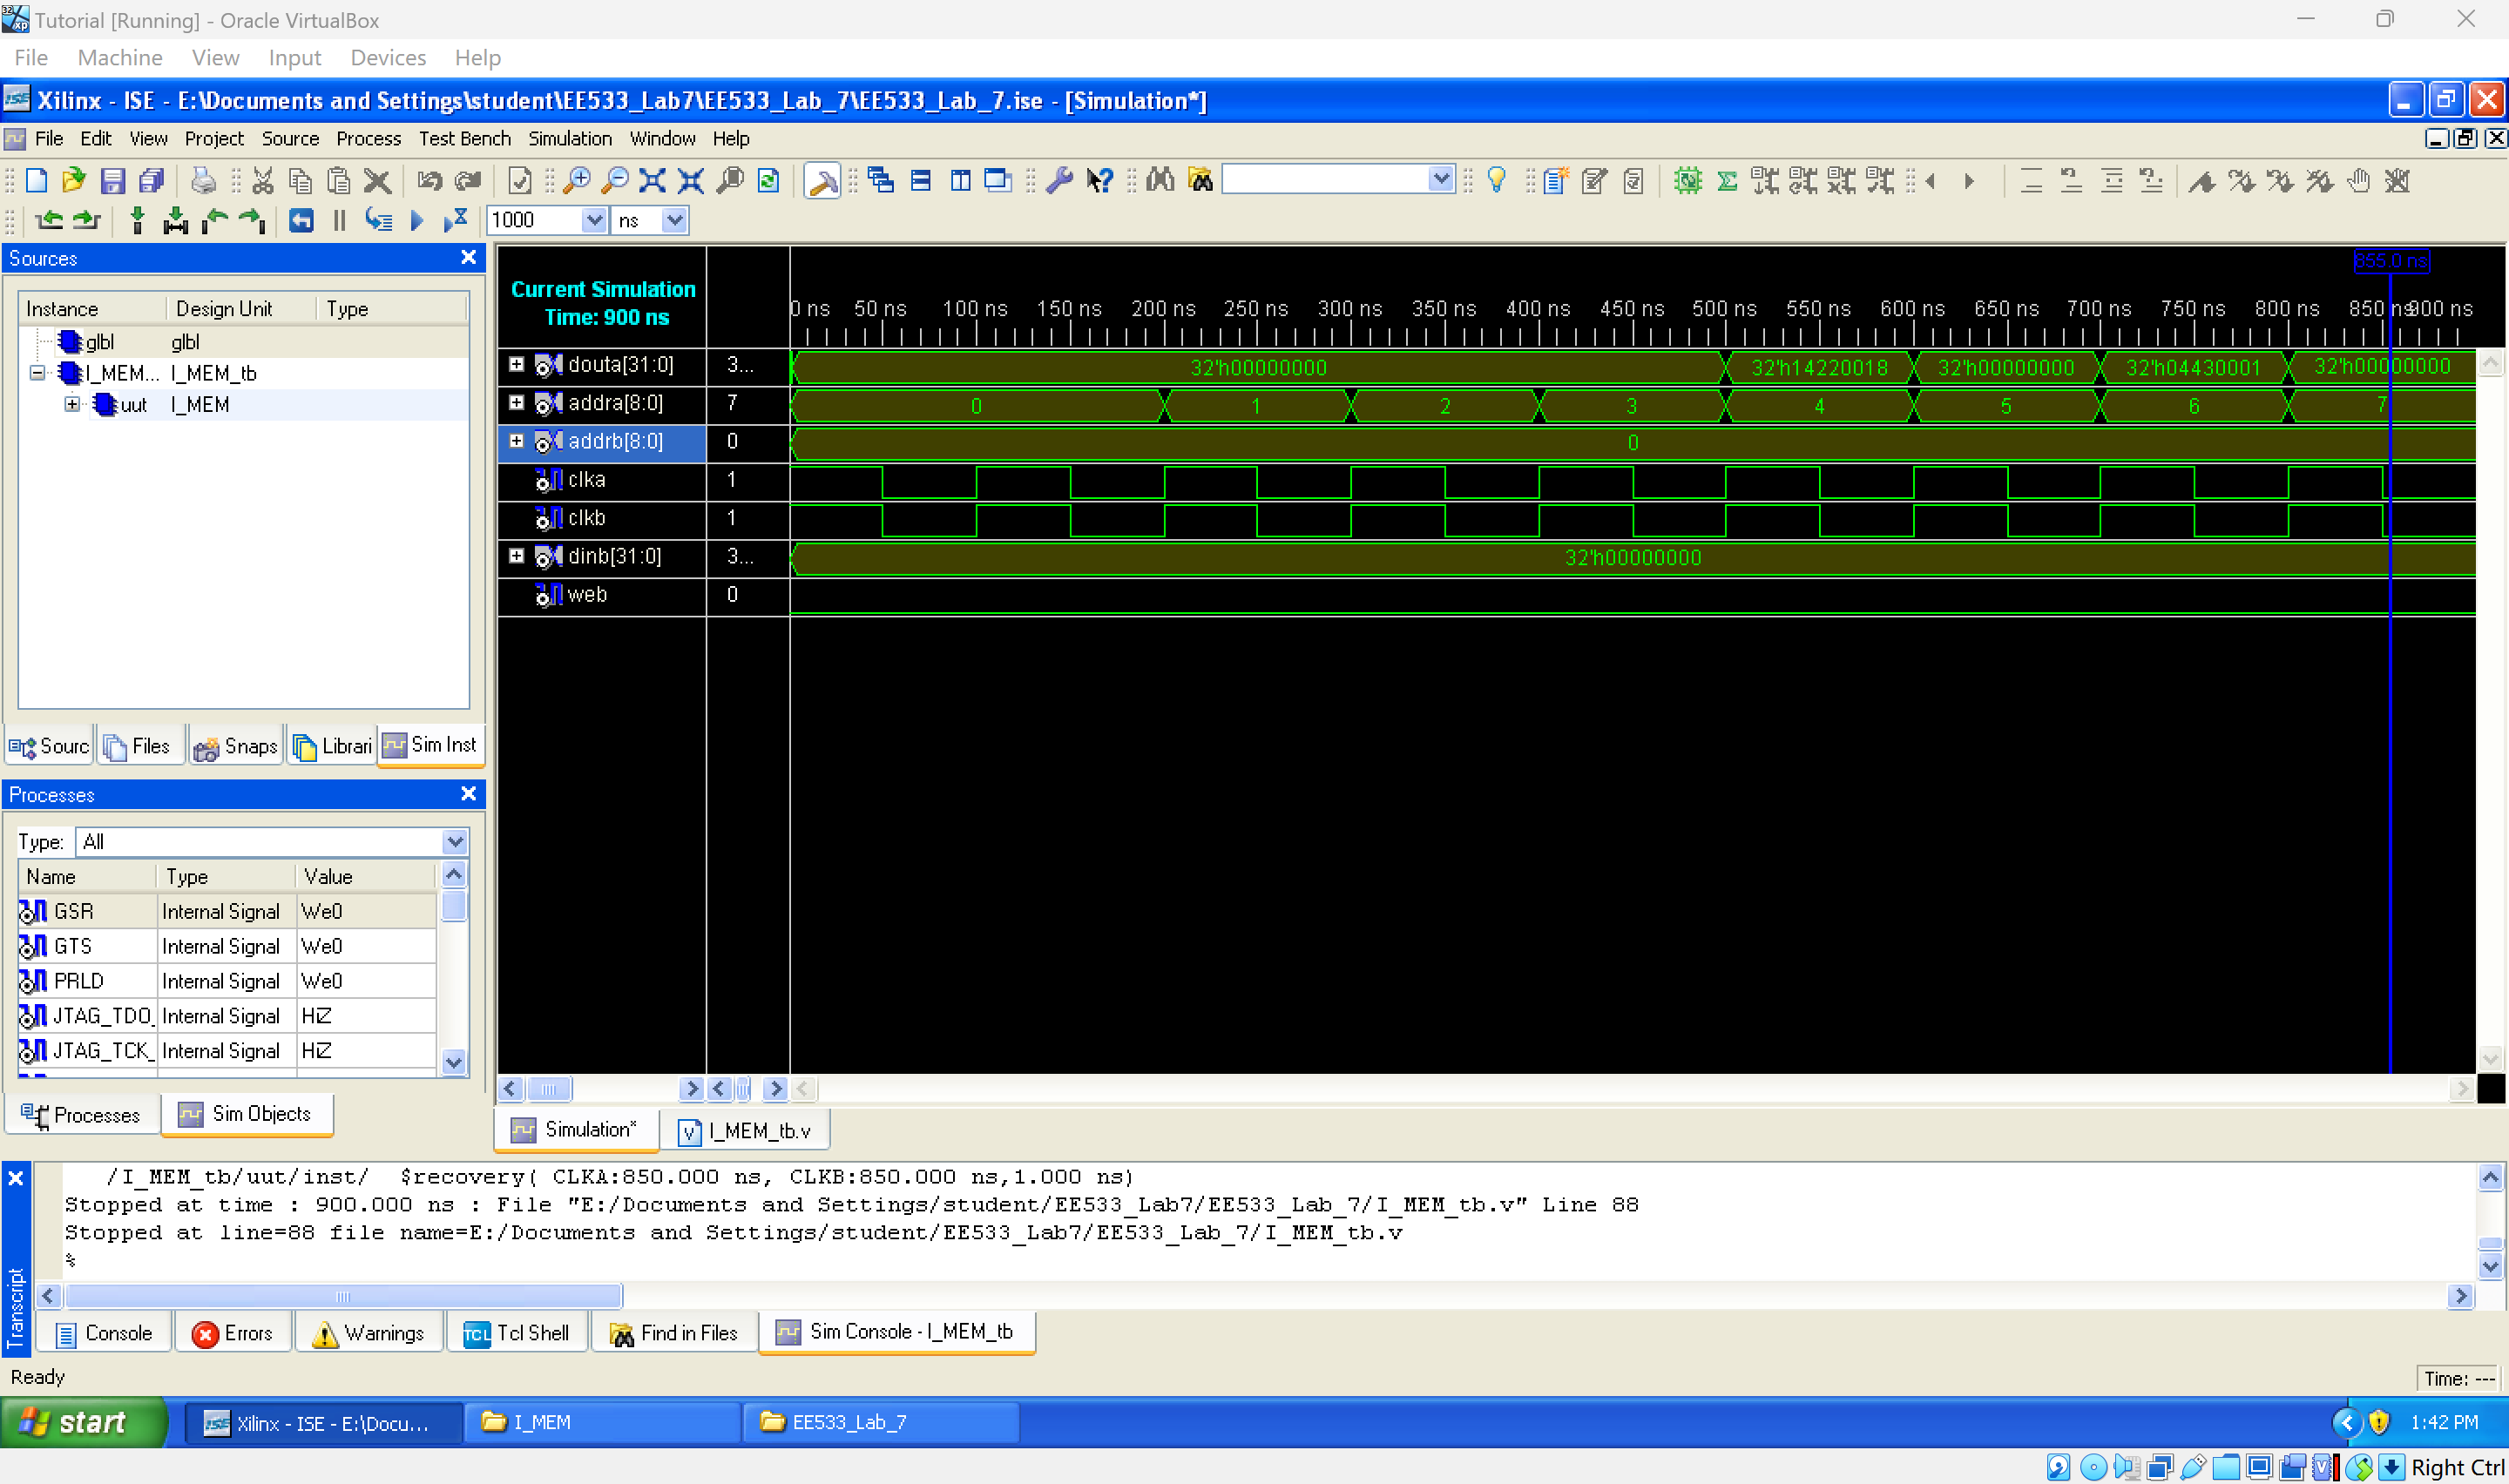 Tutorial [Running] - Oracle VirtualBox
File Machine View Input Devices Help
Xilinx - ISE - E:\Documents and Settings\student\EE533_Lab7\EE533_Lab_7\EE533_Lab_7.ise - [Simulation*]
File Edit View Project Source Process Test Bench Simulation Window Help
1000 ns
Sources
Instance Design Unit Type
glbl glbl
I_MEM... I_MEM_tb
uut I_MEM
Sourc Files Snaps Librari Sim Inst
Processes
Type: All
Name Type Value
GSR Internal Signal We0
GTS Internal Signal We0
PRLD Internal Signal We0
JTAG_TDO_ Internal Signal HiZ
JTAG_TCK_ Internal Signal HiZ
Processes Sim Objects
855.0 ns
Current Simulation
Time: 900 ns
0 ns 50 ns 100 ns 150 ns 200 ns 250 ns 300 ns 350 ns 400 ns 450 ns 500 ns 550 ns 600 ns 650 ns 700 ns 750 ns 800 ns 850 ns 900 ns
douta[31:0] 3... 32'h00000000 32'h14220018 32'h00000000 32'h04430001 32'h00000000
addra[8:0] 7 0 1 2 3 4 5 6 7
addrb[8:0] 0 0
clka 1
clkb 1
dinb[31:0] 3... 32'h00000000
web 0
Simulation* I_MEM_tb.v
Transcript
/I_MEM_tb/uut/inst/ $recovery( CLKA:850.000 ns, CLKB:850.000 ns,1.000 ns)
Stopped at time : 900.000 ns : File "E:/Documents and Settings/student/EE533_Lab7/EE533_Lab_7/I_MEM_tb.v" Line 88
Stopped at line=88 file name=E:/Documents and Settings/student/EE533_Lab7/EE533_Lab_7/I_MEM_tb.v
%
Console Errors Warnings Tcl Shell Find in Files Sim Console - I_MEM_tb
Ready Time: ---
start Xilinx - ISE - E:\Docu... I_MEM EE533_Lab_7 1:42 PM
Right Ctrl